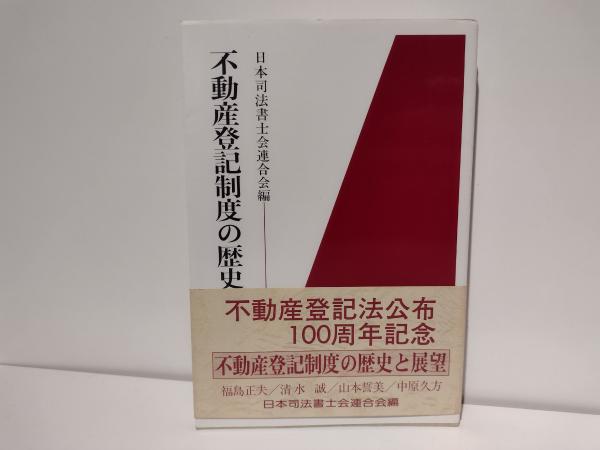 日本司法書士会連合会編
不動産登記制度の歴史
不動産登記法公布
100周年記念
不動産登記制度の歴史と展望
福島正夫/清水 誠/山本誓美/中原久方
日本司法書士会連合会編